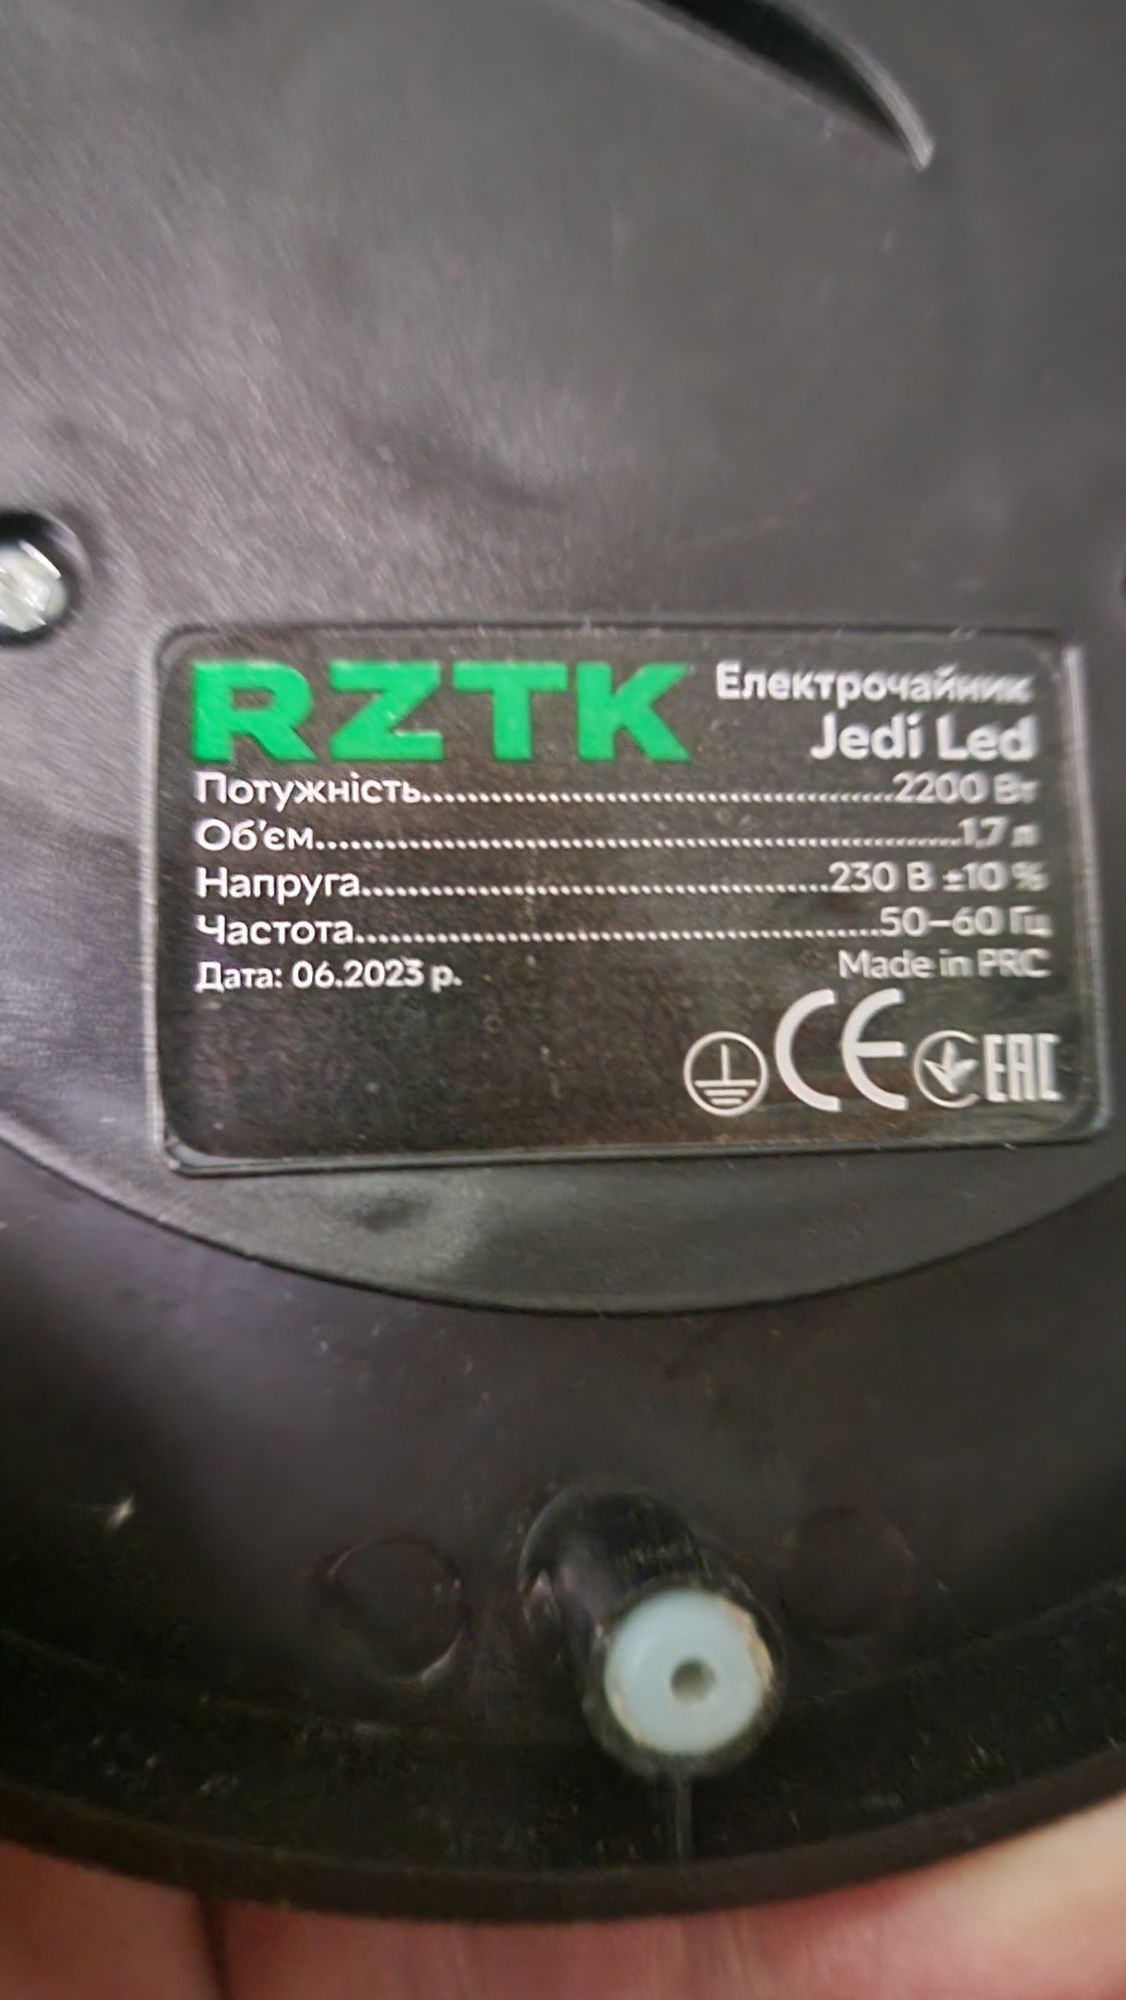 RZTK Електрочайник
Jedi Led
Потужність........................................2200 Вт
Об'єм........................................................1,7 л
Напруга........................................230 В ±10 %
Частота.............................................50–60 Гц
Дата: 06.2023 р. Made in PRC
CE EAC